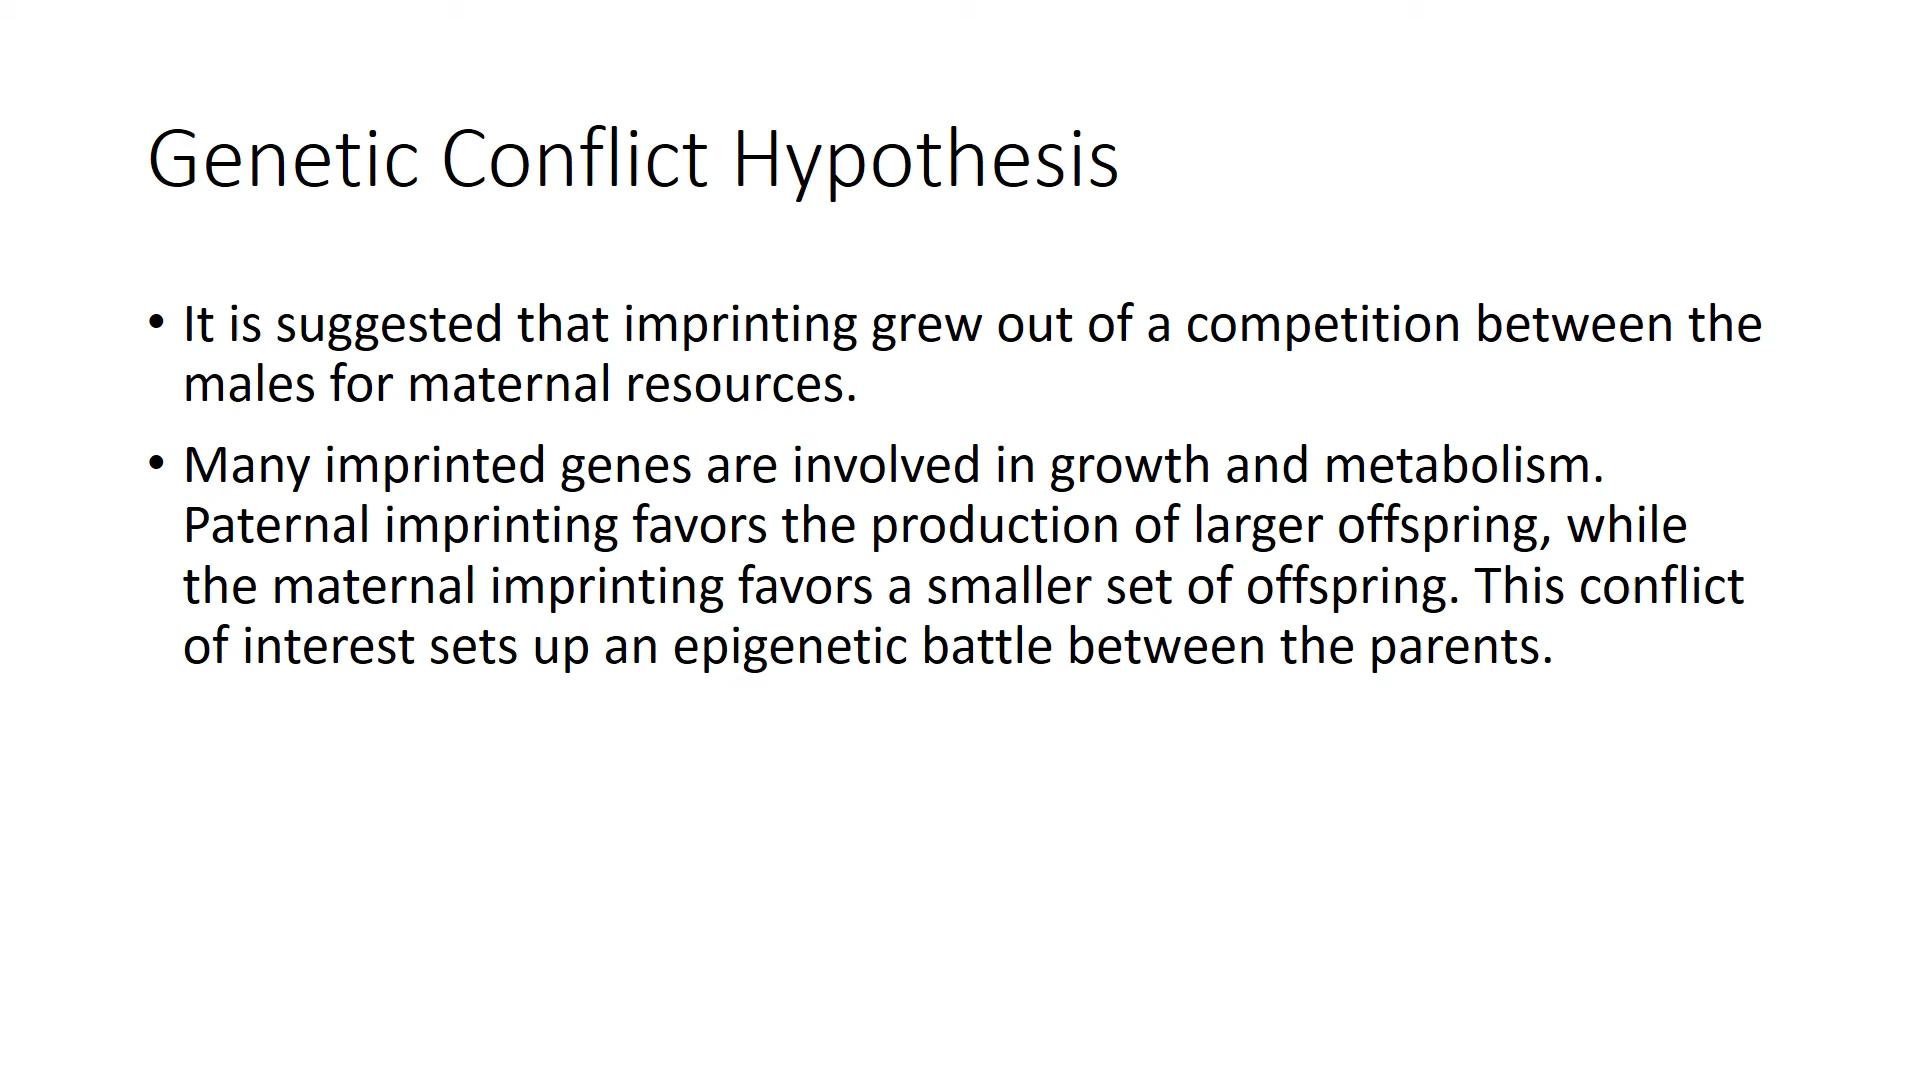 Genetic Conflict Hypothesis
• It is suggested that imprinting grew out of a competition between the
males for maternal resources.
• Many imprinted genes are involved in growth and metabolism.
Paternal imprinting favors the production of larger offspring, while
the maternal imprinting favors a smaller set of offspring. This conflict
of interest sets up an epigenetic battle between the parents.